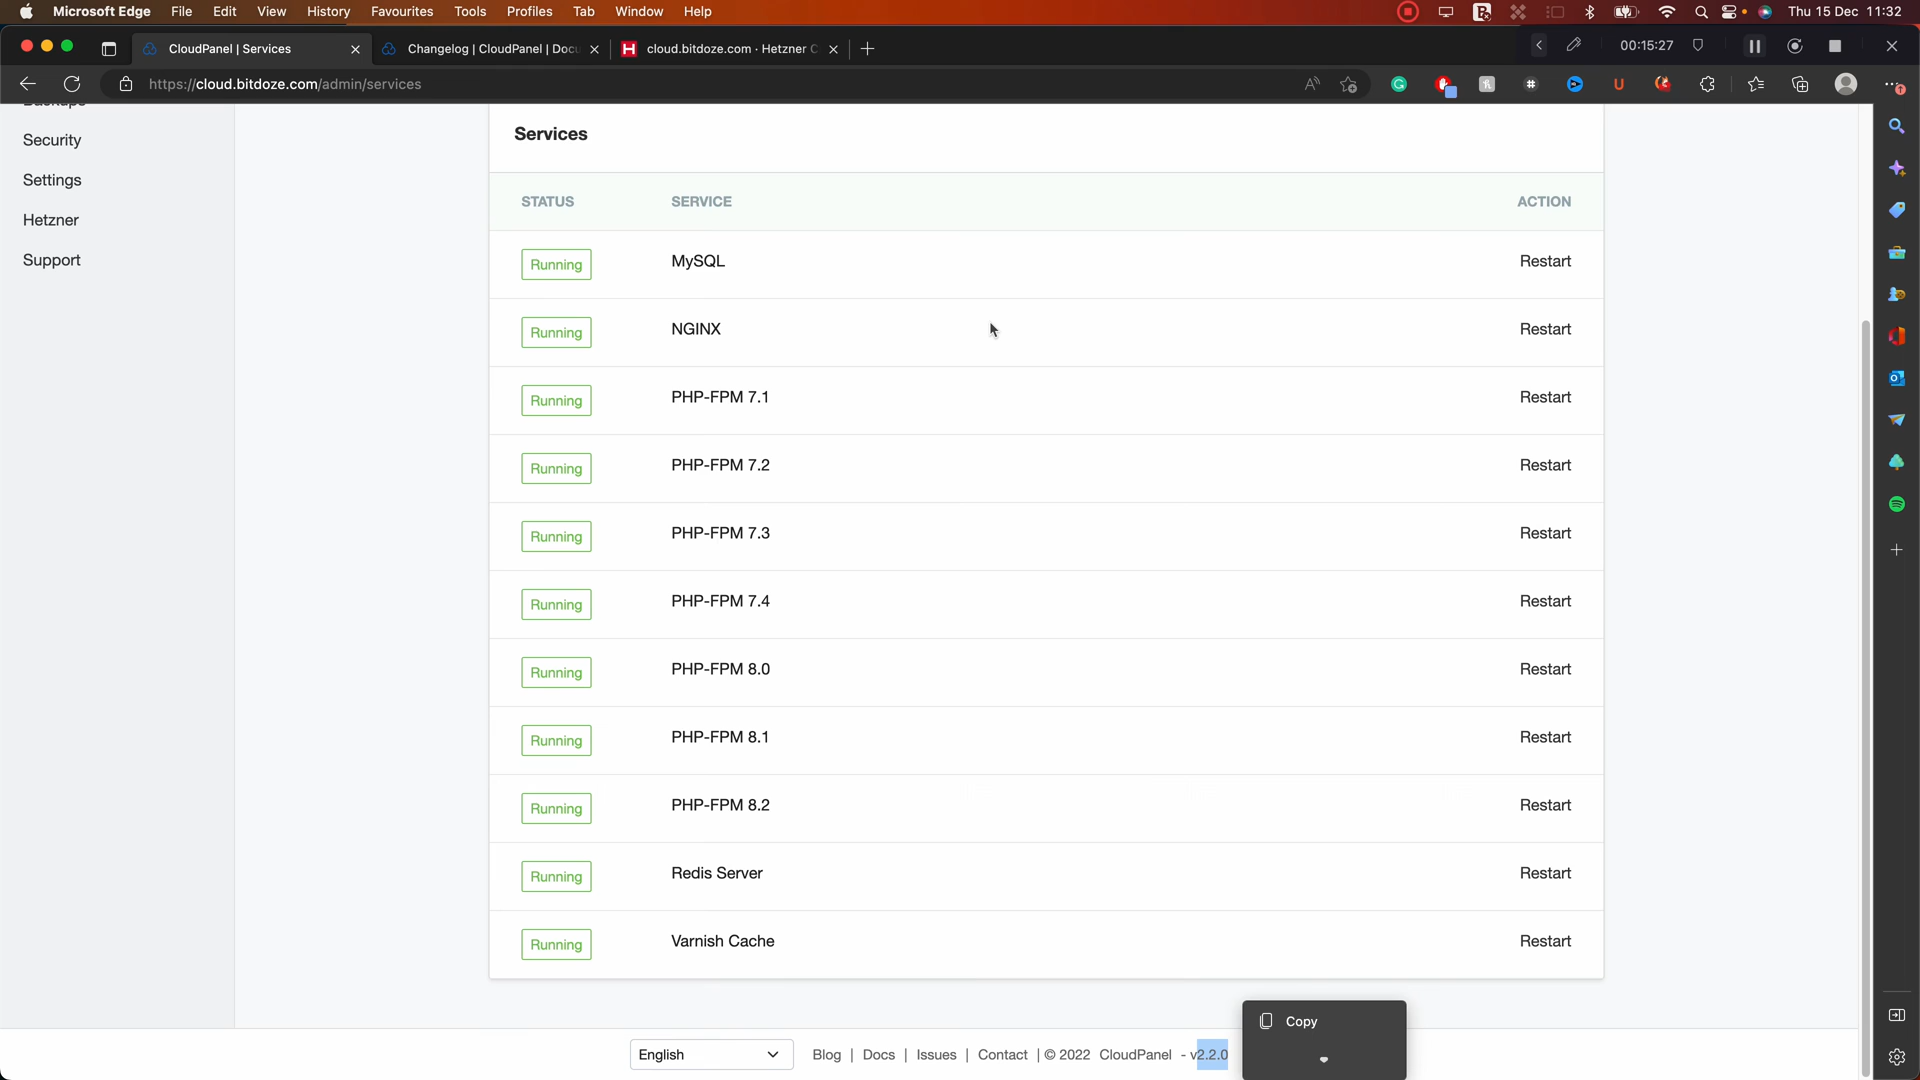 Microsoft Edge File Edit View History Favourites Tools Profiles Tab Window Help Thu 15 Dec 11:32
CloudPanel | Services Changelog | CloudPanel | Docu cloud.bitdoze.com · Hetzner C 00:15:27
https://cloud.bitdoze.com/admin/services
Backups
Security
Settings
Hetzner
Support
Services
STATUS SERVICE ACTION
Running MySQL Restart
Running NGINX Restart
Running PHP-FPM 7.1 Restart
Running PHP-FPM 7.2 Restart
Running PHP-FPM 7.3 Restart
Running PHP-FPM 7.4 Restart
Running PHP-FPM 8.0 Restart
Running PHP-FPM 8.1 Restart
Running PHP-FPM 8.2 Restart
Running Redis Server Restart
Running Varnish Cache Restart
Copy
English Blog | Docs | Issues | Contact | © 2022 CloudPanel - v2.2.0